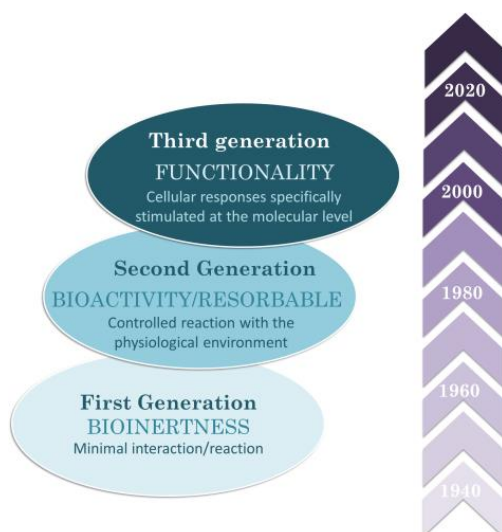 Third generation
FUNCTIONALITY
Cellular responses specifically
stimulated at the molecular level
Second Generation
BIOACTIVITY/RESORBABLE
Controlled reaction with the
physiological environment
First Generation
BIOINERTNESS
Minimal interaction/reaction
2020
2000
1980
1960
1940